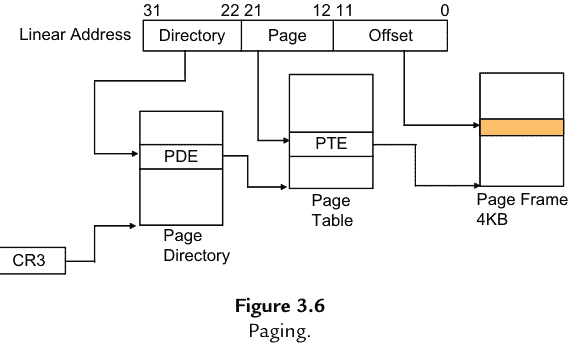 31 22 21 12 11 0
Linear Address Directory Page Offset
PDE
PTE
Page
Directory
Page
Table
Page Frame
4KB
CR3
Figure 3.6
Paging.